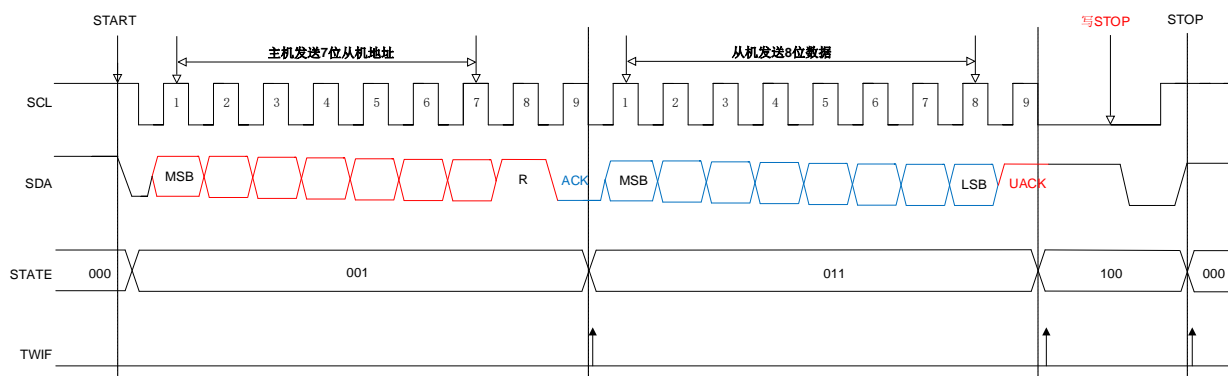 START 写STOP STOP
主机发送7位从机地址 从机发送8位数据
SCL 1 2 3 4 5 6 7 8 9 1 2 3 4 5 6 7 8 9
SDA MSB R ACK MSB LSB UACK
STATE 000 001 011 100 000
TWIF